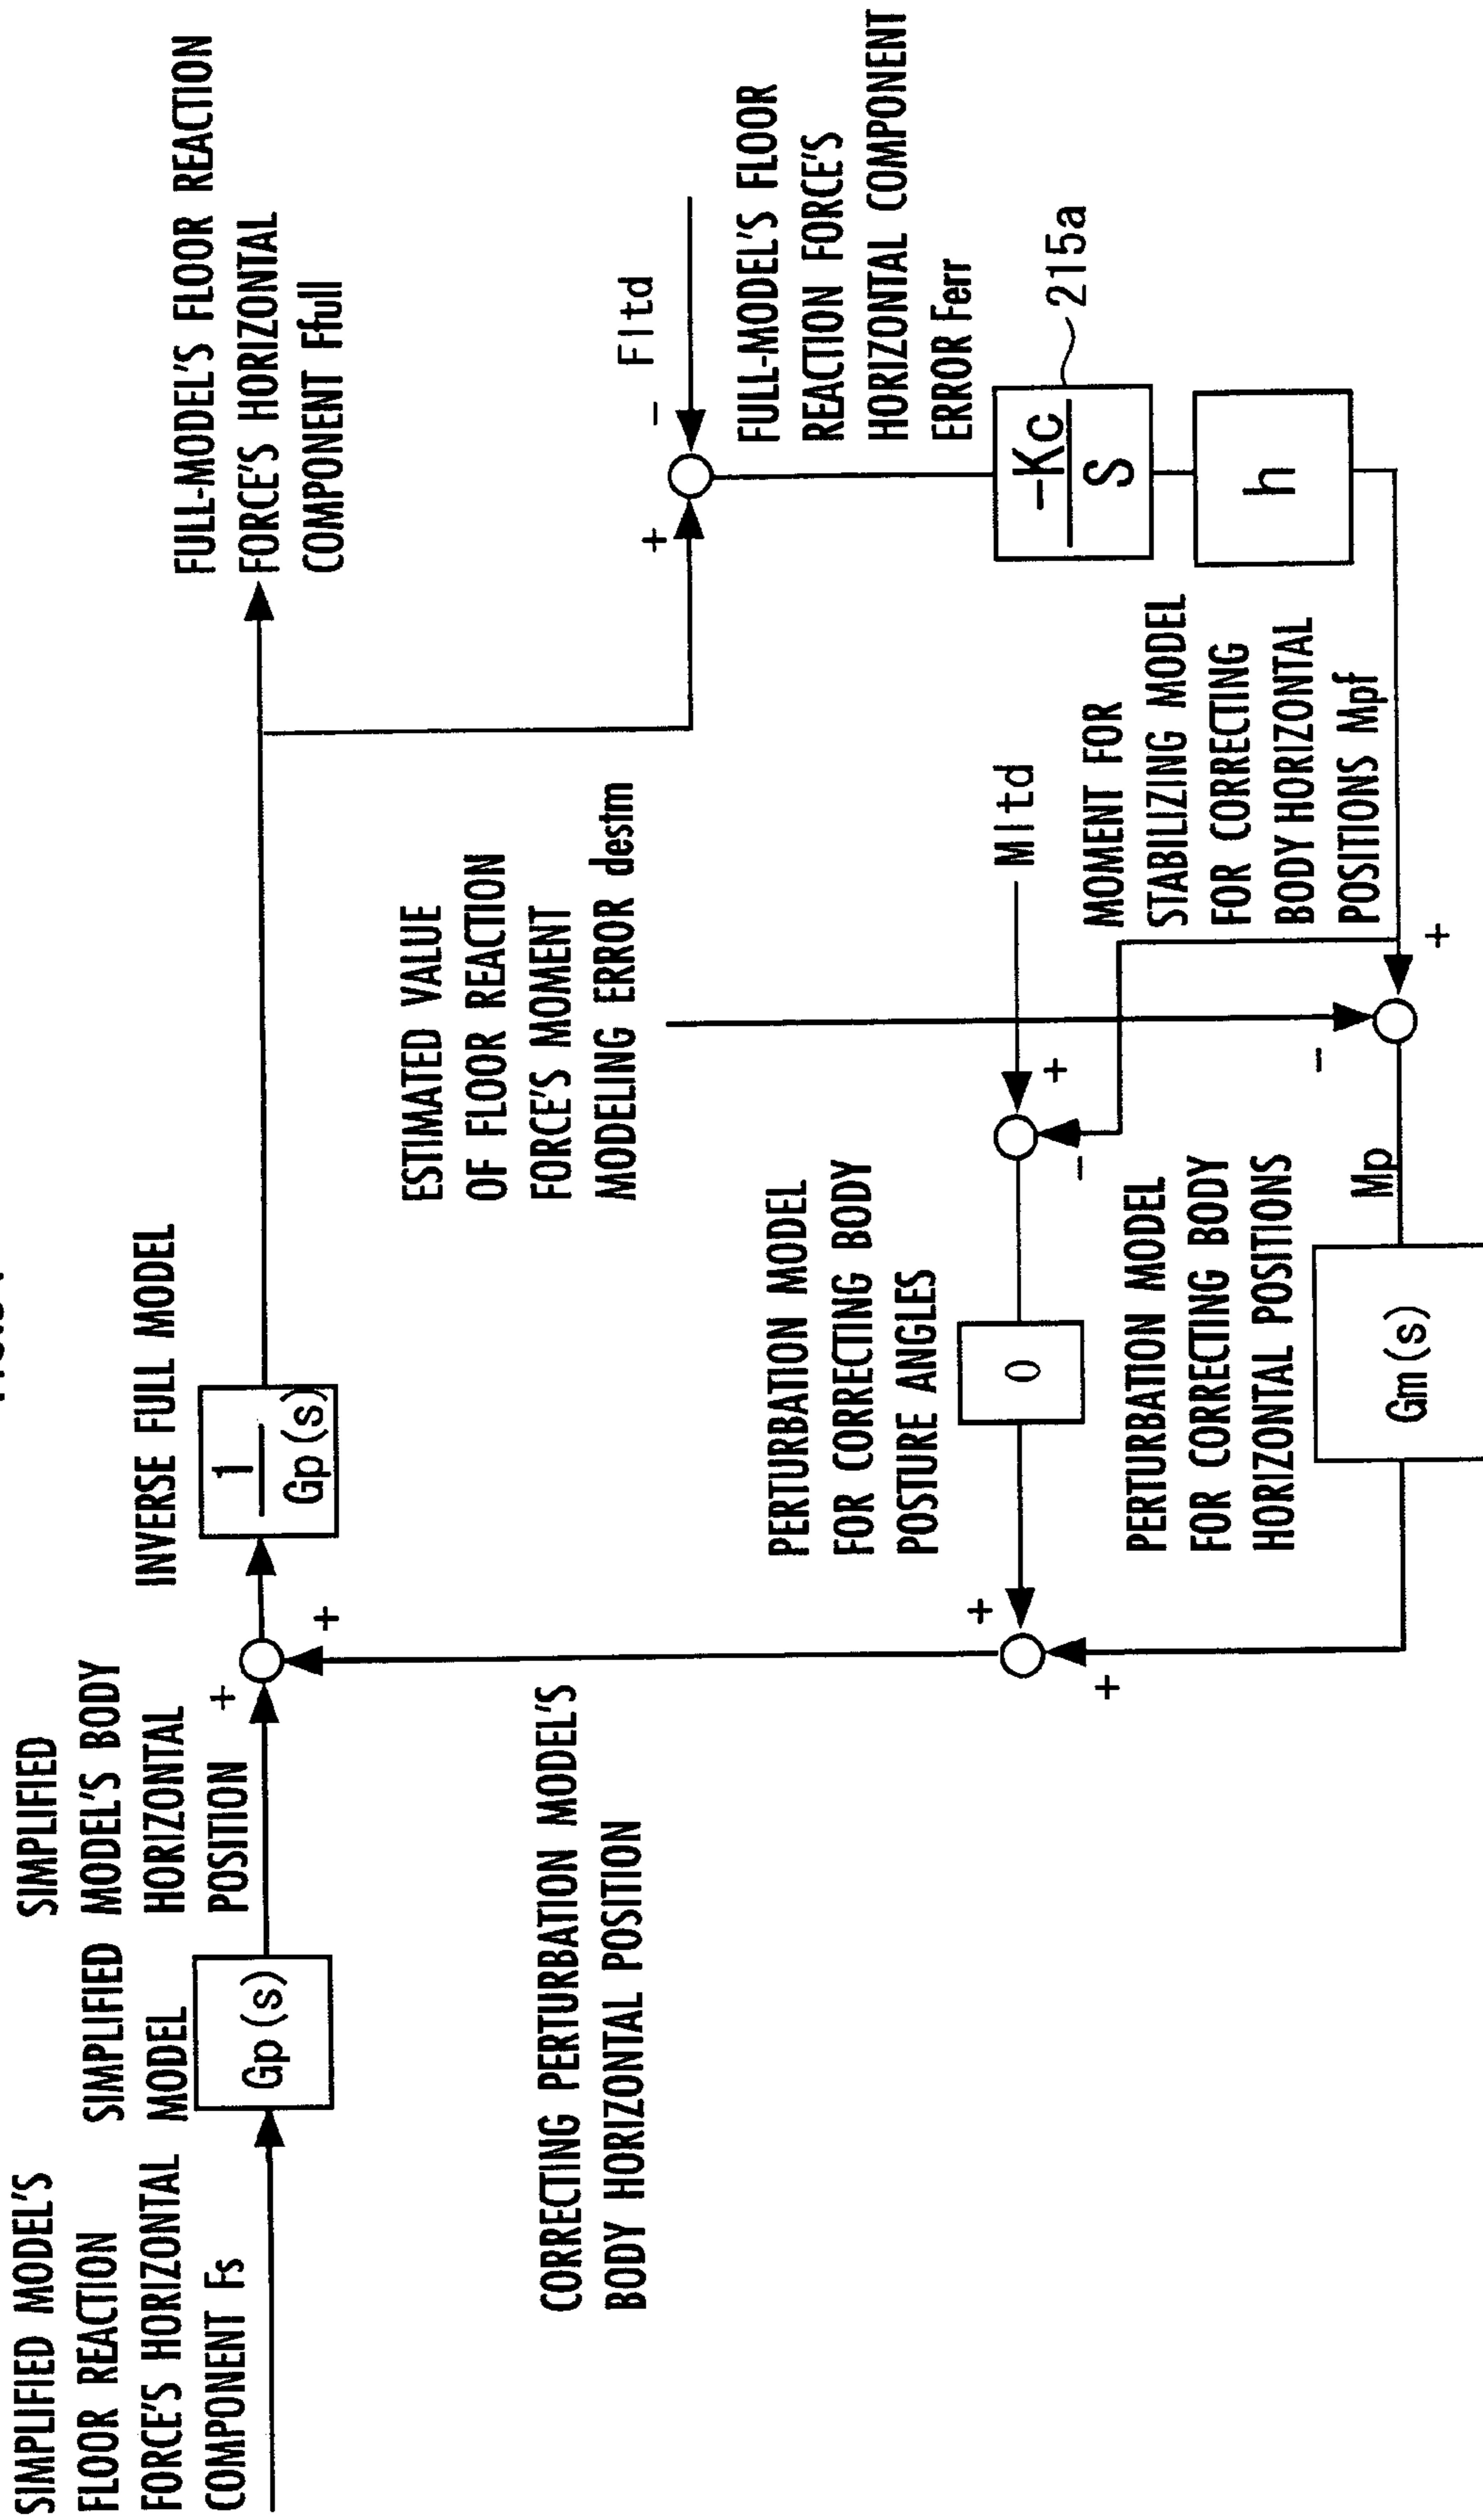 SIMPLIFIED MODEL'S
FLOOR REACTION
FORCE'S HORIZONTAL
COMPONENT Fs
SIMPLIFIED
MODEL
Gp(s)
SIMPLIFIED
MODEL'S BODY
HORIZONTAL
POSITION
+
+
INVERSE FULL MODEL
1
Gp(s)
FULL-MODEL'S FLOOR REACTION
FORCE'S HORIZONTAL
COMPONENT Ffull
+
−
Fltd
FULL-MODEL'S FLOOR
REACTION FORCE'S
HORIZONTAL COMPONENT
ERROR Ferr
-Kc
S
215a
h
ESTIMATED VALUE
OF FLOOR REACTION
FORCE'S MOMENT
MODELING ERROR destm
CORRECTING PERTURBATION MODEL'S
BODY HORIZONTAL POSITION
PERTURBATION MODEL
FOR CORRECTING BODY
POSTURE ANGLES
0
+
+
Mltd
+
−
MOMENT FOR
STABILIZING MODEL
FOR CORRECTING
BODY HORIZONTAL
POSITIONS Mpf
+
−
PERTURBATION MODEL
FOR CORRECTING BODY
HORIZONTAL POSITIONS
Mp
Gm(s)